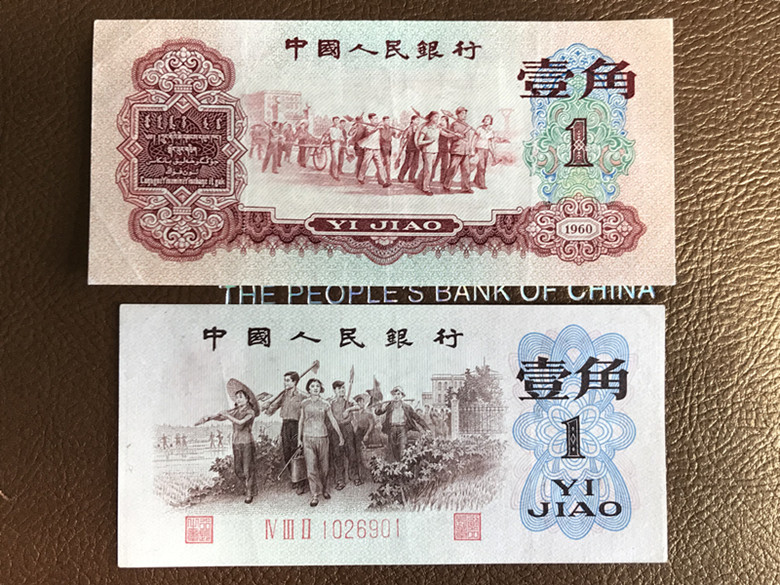 中國人民銀行
壹角
1
YI JIAO
1960
THE PEOPLE'S BANK OF CHINA
中國人民銀行
壹角
1
YI
JIAO
Ⅳ Ⅲ Ⅱ 1026901